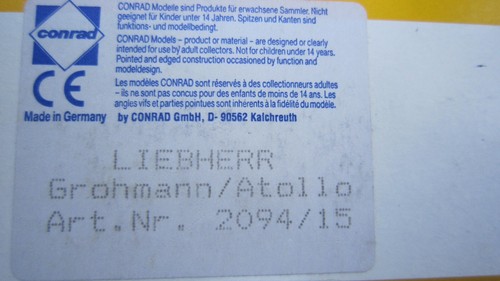 CONRAD Modelle sind Produkte für erwachsene Sammler. Nicht
geeignet für Kinder unter 14 Jahren. Spitzen und Kanten sind
funktions- und modellbedingt.
conrad
CONRAD Models – product or material – are designed or clearly
intended for use by adult collectors. Not for children under 14 years.
Pointed and edged construction occasioned by function and
modeldesign.
CE
Les modèles CONRAD sont réservés à des collectionneurs adultes
– ils ne sont pas concus pour des enfants de moins de 14 ans. Les
angles vifs et parties pointues sont inhérents à la fidélité du modèle.
Made in Germany by CONRAD GmbH, D- 90562 Kalchreuth
LIEBHERR
Grohmann/Atollo
Art.Nr. 2094/15